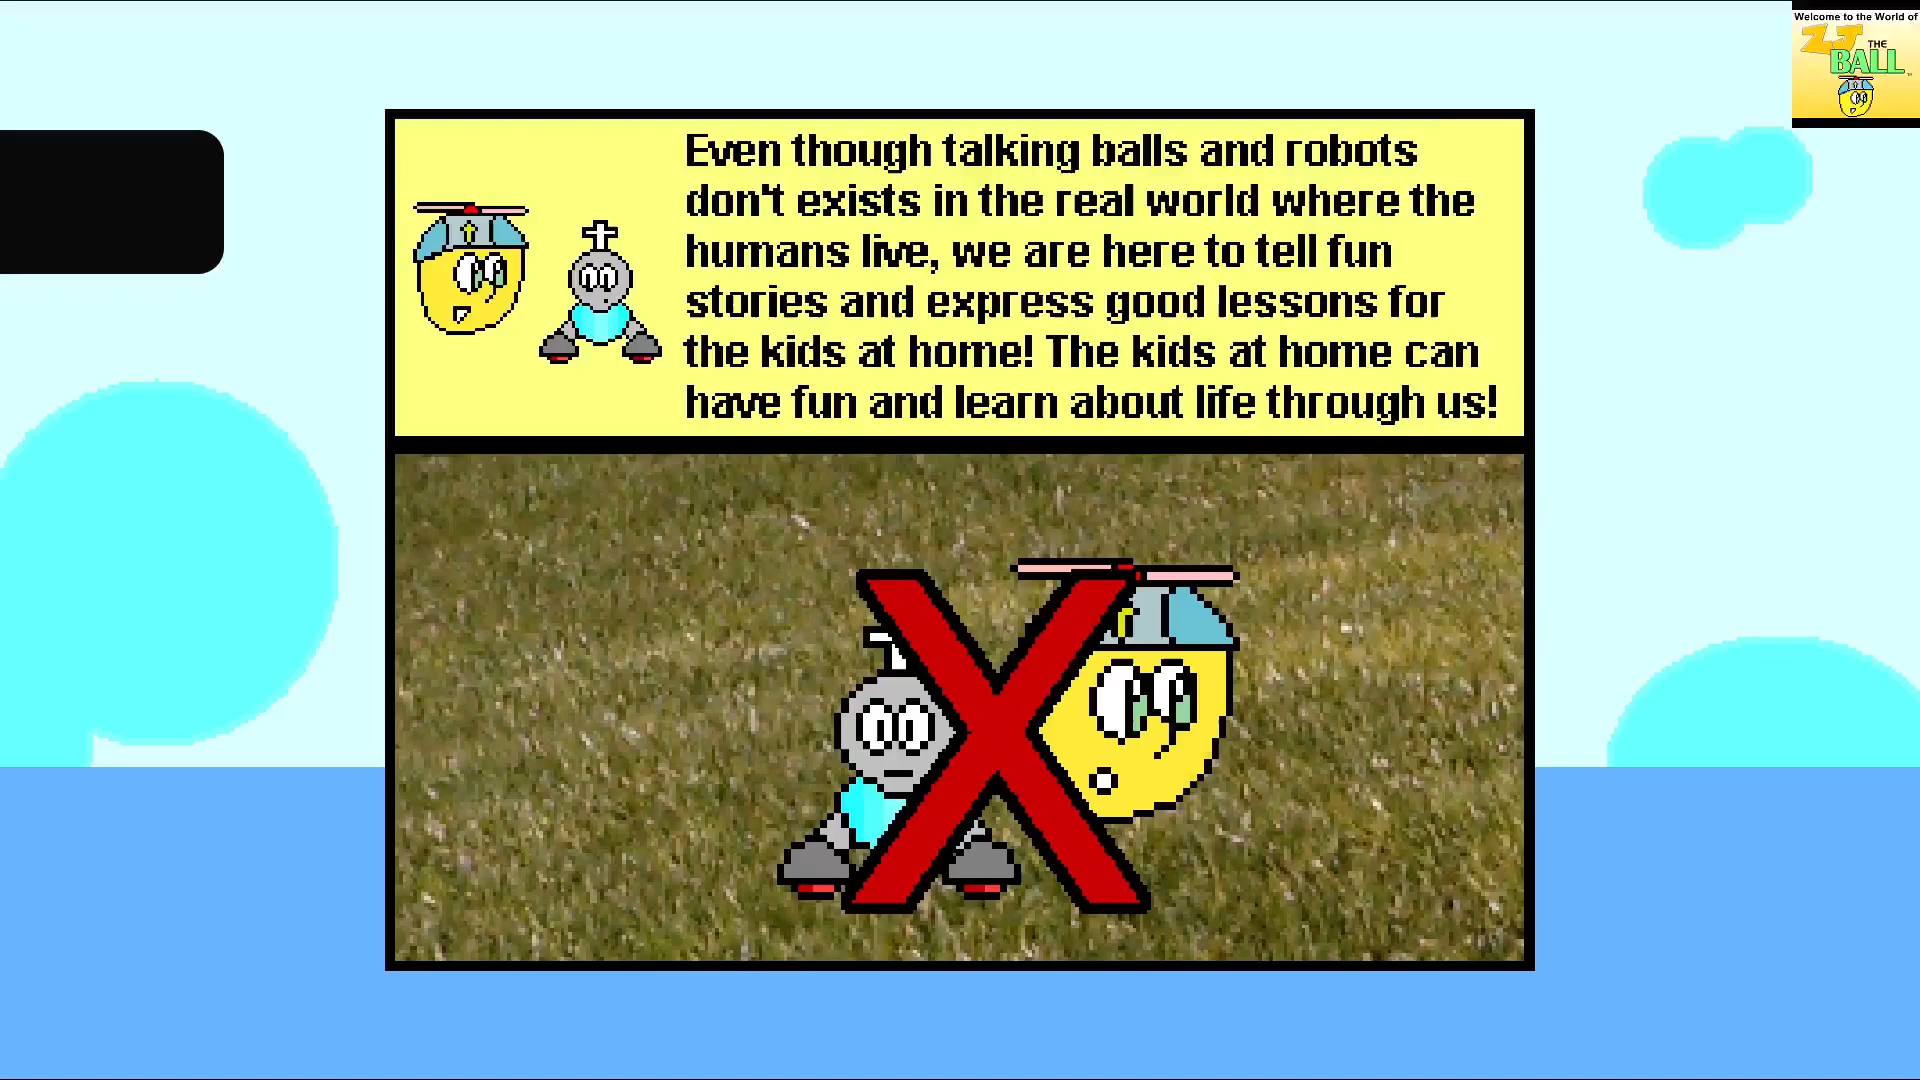 Welcome to the World of
ZJ THE
BALL
Even though talking balls and robots
don't exists in the real world where the
humans live, we are here to tell fun
stories and express good lessons for
the kids at home! The kids at home can
have fun and learn about life through us!